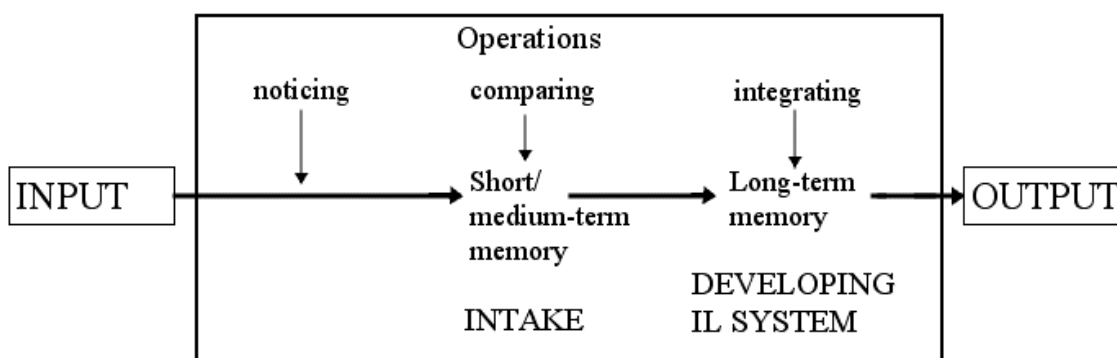 Operations
noticing
comparing
integrating
INPUT
Short/
medium-term
memory
Long-term
memory
OUTPUT
INTAKE
DEVELOPING
IL SYSTEM